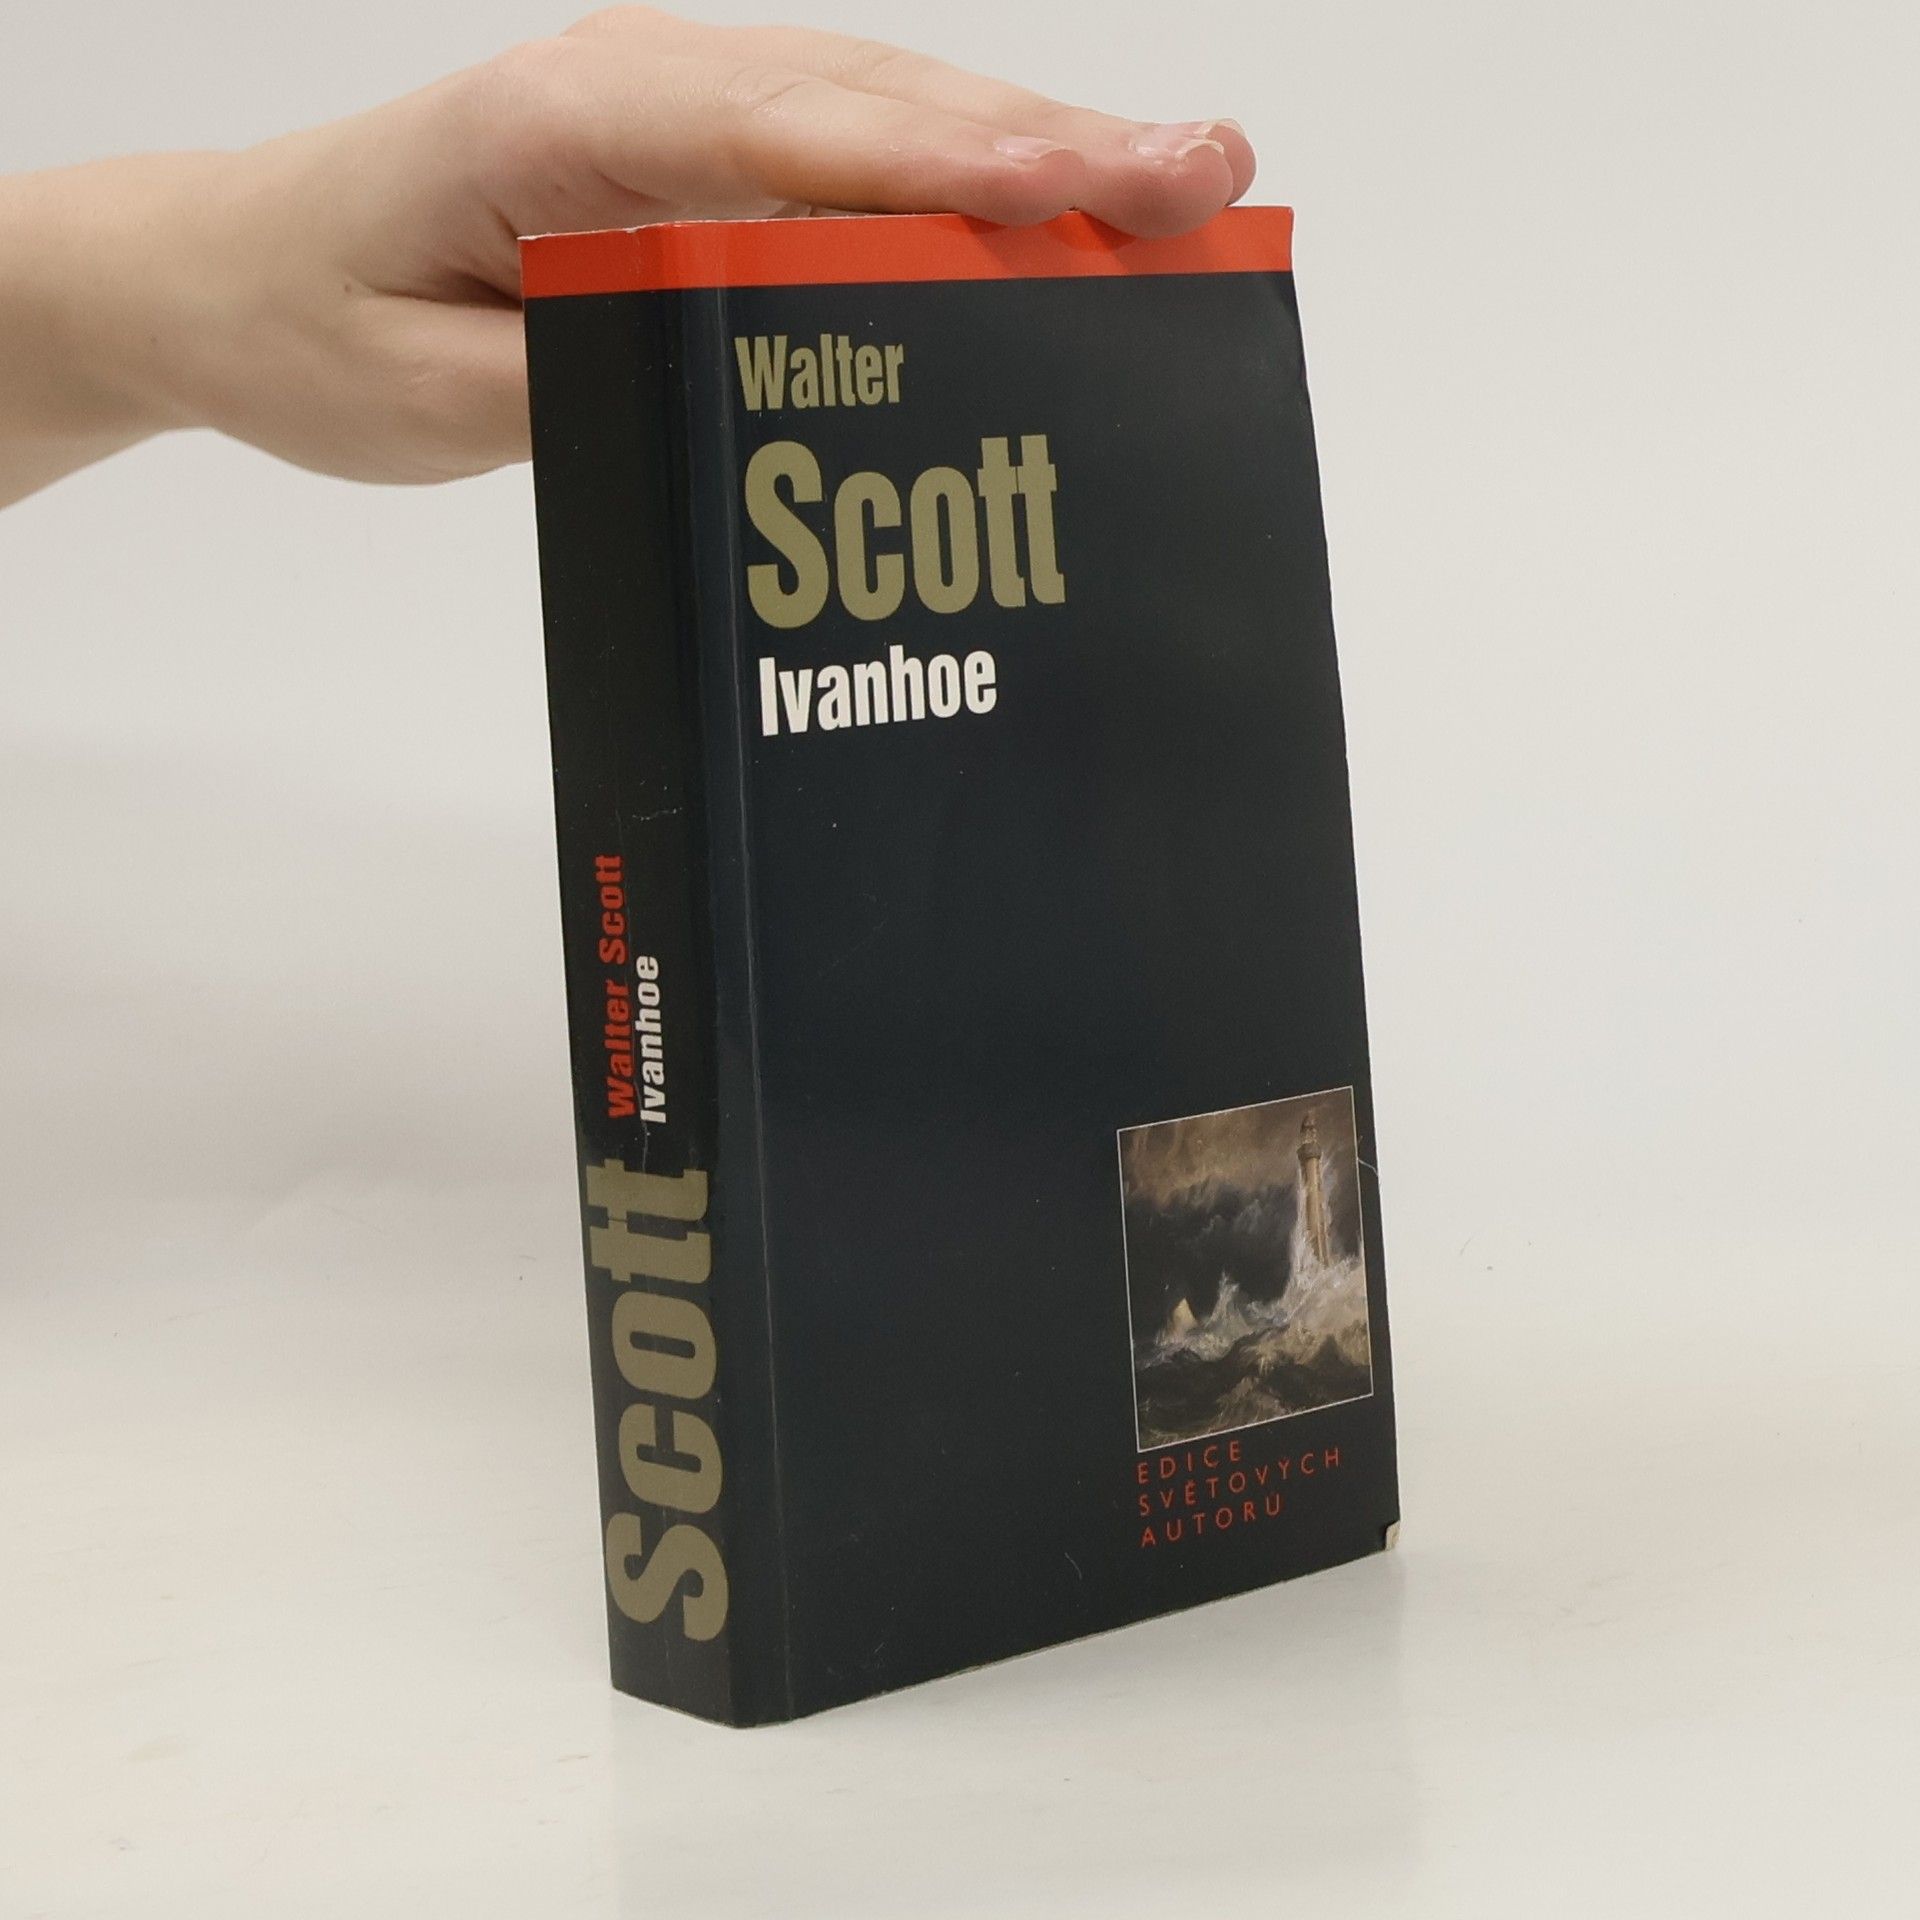 Walter
Scott
Ivanhoe
EDICE
SVĚTOVÝCH
AUTORŮ
Walter Scott
Ivanhoe
Scott